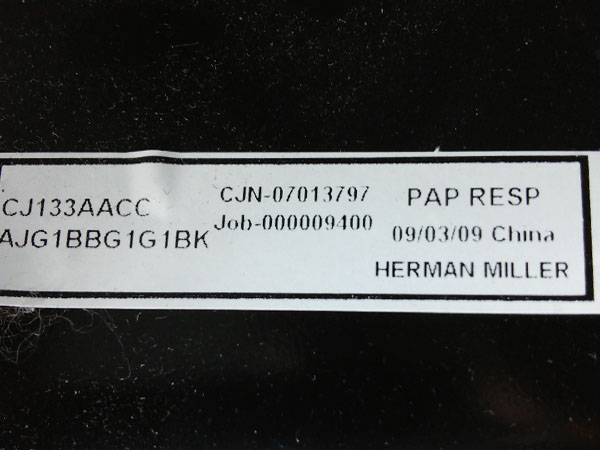 CJ133AACC
AJG1BBG1G1BK
CJN-07013797
Job-000009400
PAP RESP
09/03/09 China
HERMAN MILLER